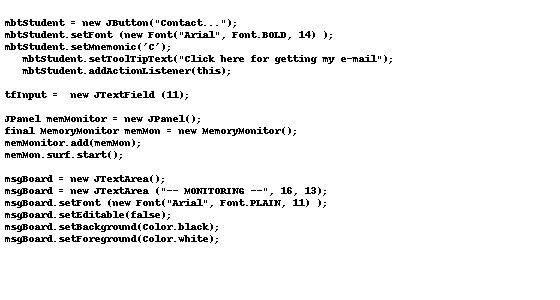 mbtStudent = new JButton("Contact...");
mbtStudent.setFont (new Font("Arial", Font.BOLD, 14) );
mbtStudent.setMnemonic('C');
   mbtStudent.setToolTipText("Click here for getting my e-mail");
   mbtStudent.addActionListener(this);

tfInput =  new JTextField (11);

JPanel memMonitor = new JPanel();
final MemoryMonitor memMon = new MemoryMonitor();
memMonitor.add(memMon);
memMon.surf.start();

msgBoard = new JTextArea();
msgBoard = new JTextArea ("-- MONITORING --", 16, 13);
msgBoard.setFont (new Font("Arial", Font.PLAIN, 11) );
msgBoard.setEditable(false);
msgBoard.setBackground(Color.black);
msgBoard.setForeground(Color.white);